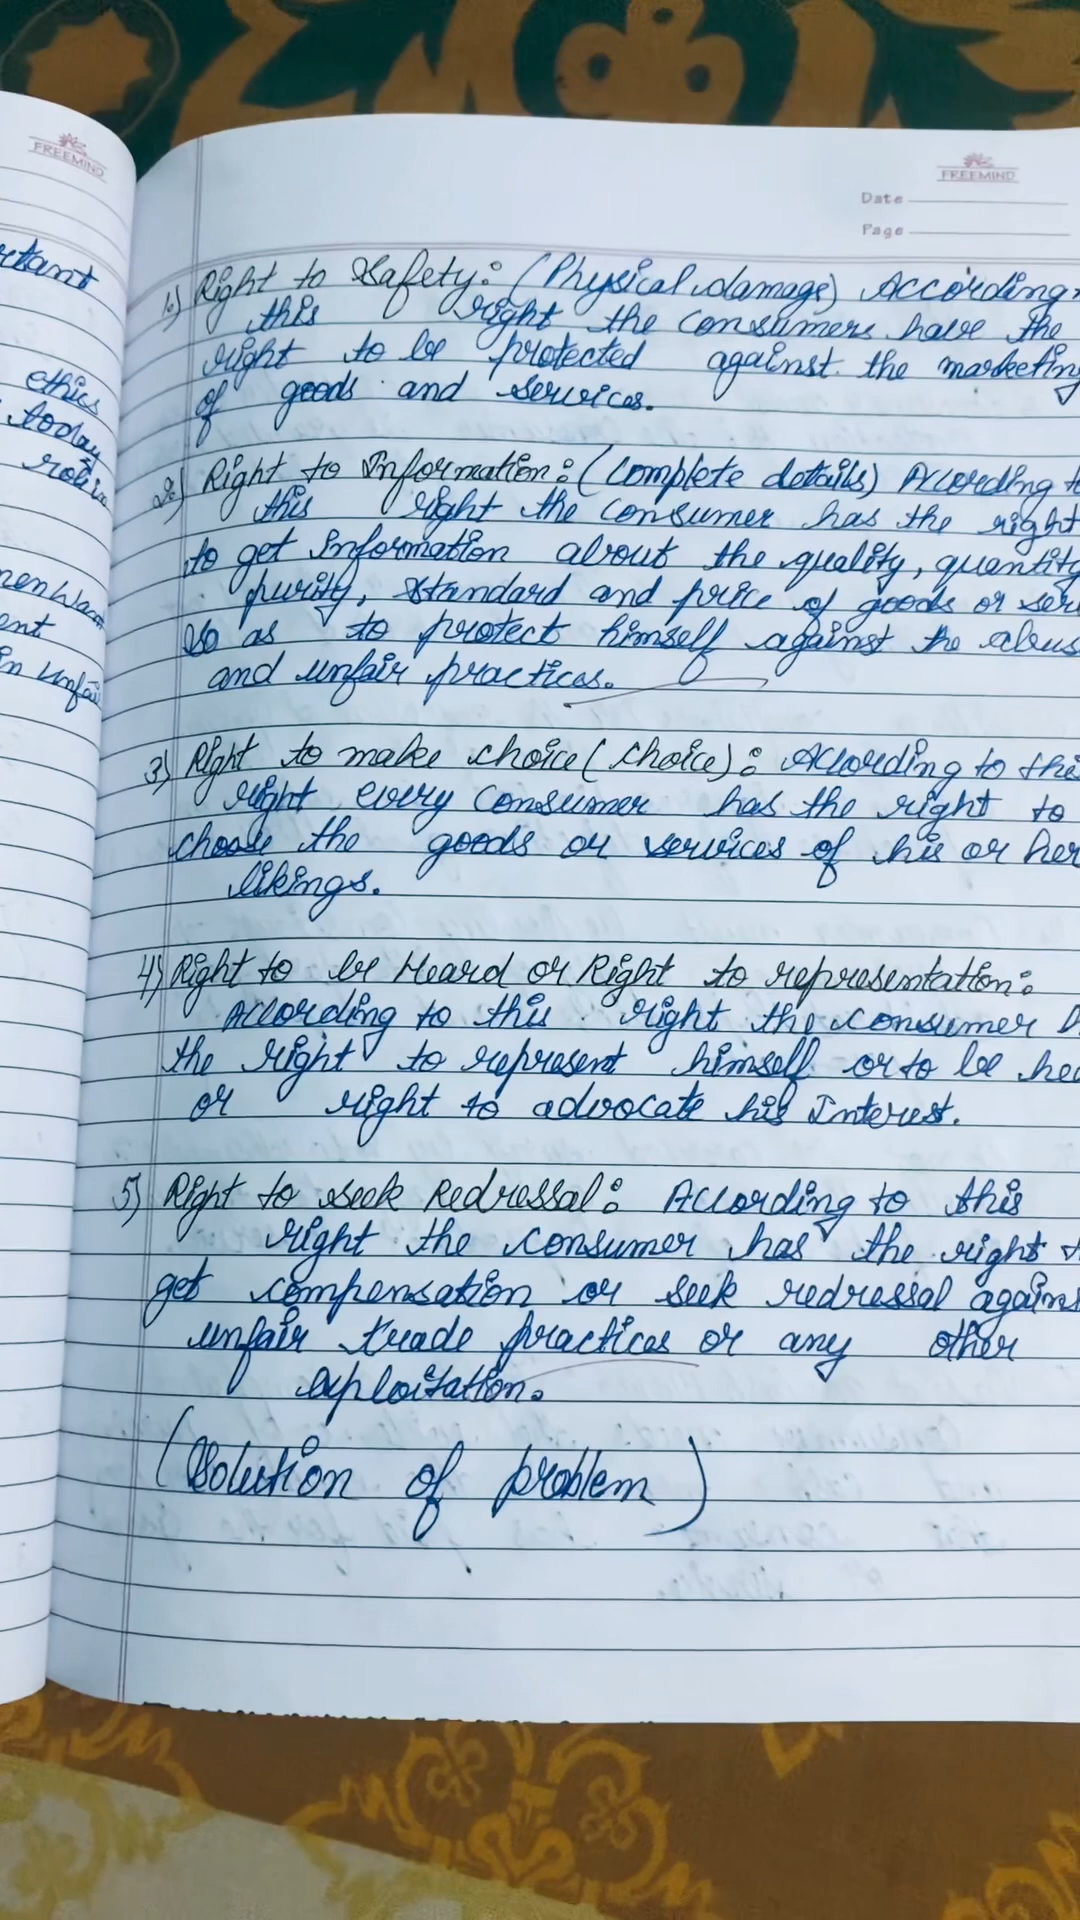 FREEMIND
ethics
today
FREEMIND
Date
Page
1.) Right to Safety: (Physical damage) According
this right the consumers have the
right to be protected against the marketing
of goods and services.
2.) Right to Information: (Complete details) According
this right the consumer has the right
to get Information about the quality, quantity
purity, standard and price of goods or
so as to protect himself against the
and unfair practices.
3) Right to make choice (choice): According to
right every consumer has the right to
choose the goods or services of his or her
likings.
4) Right to be Heard or Right to representation:
According to this right the consumer
the right to represent himself or to be
or right to advocate his Interest.
5) Right to seek Redressal: According to this
right the consumer has the right
get compensation or seek redressal
unfair trade practices or any other
exploitation.
(Solution of problem)